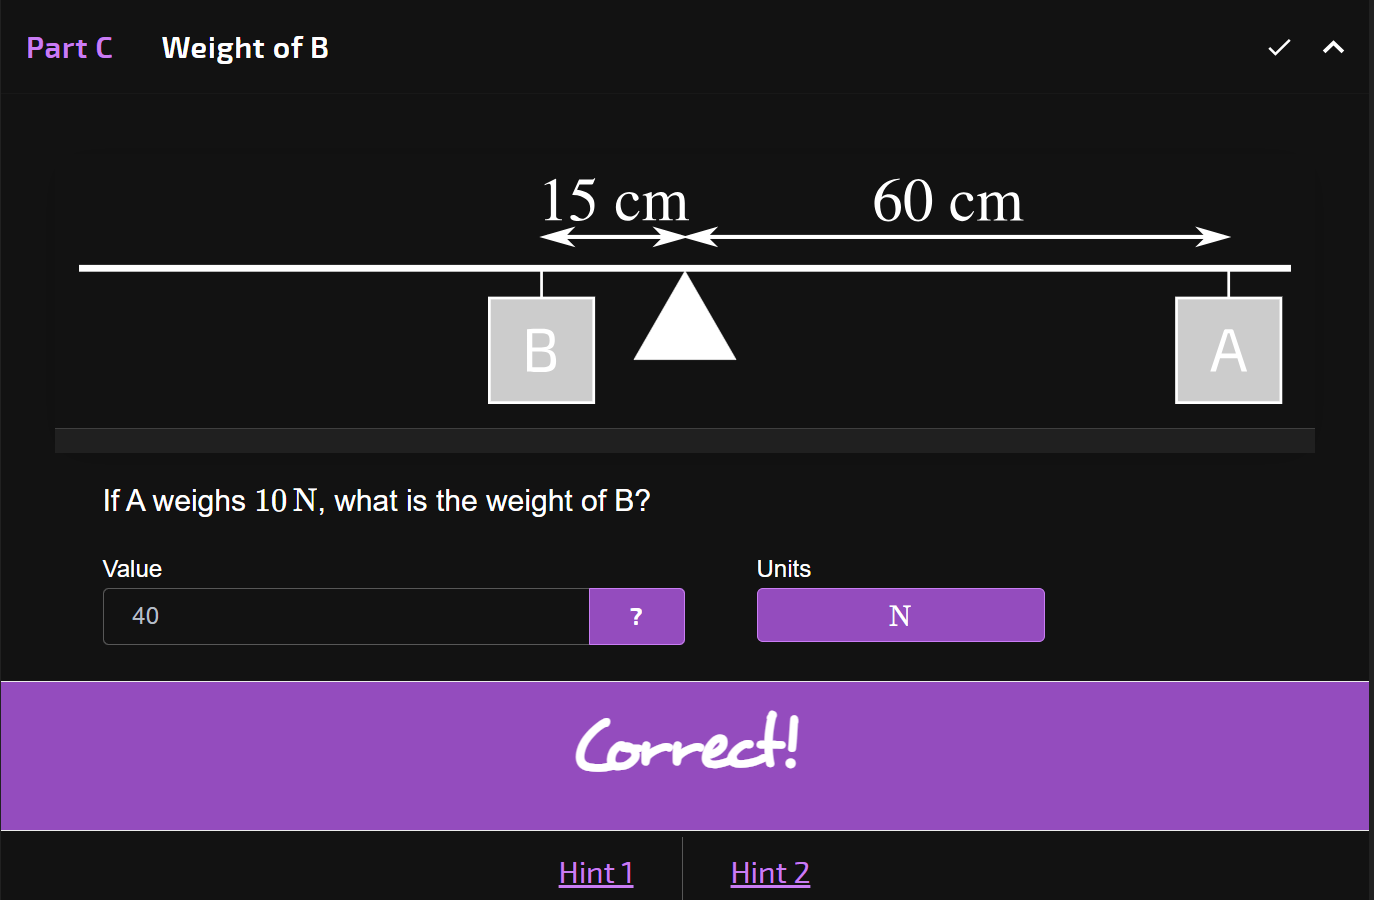 Part C Weight of B
15 cm 60 cm
B A
If A weighs 10 N, what is the weight of B?
Value Units
40 ? N
Correct!
Hint 1 Hint 2